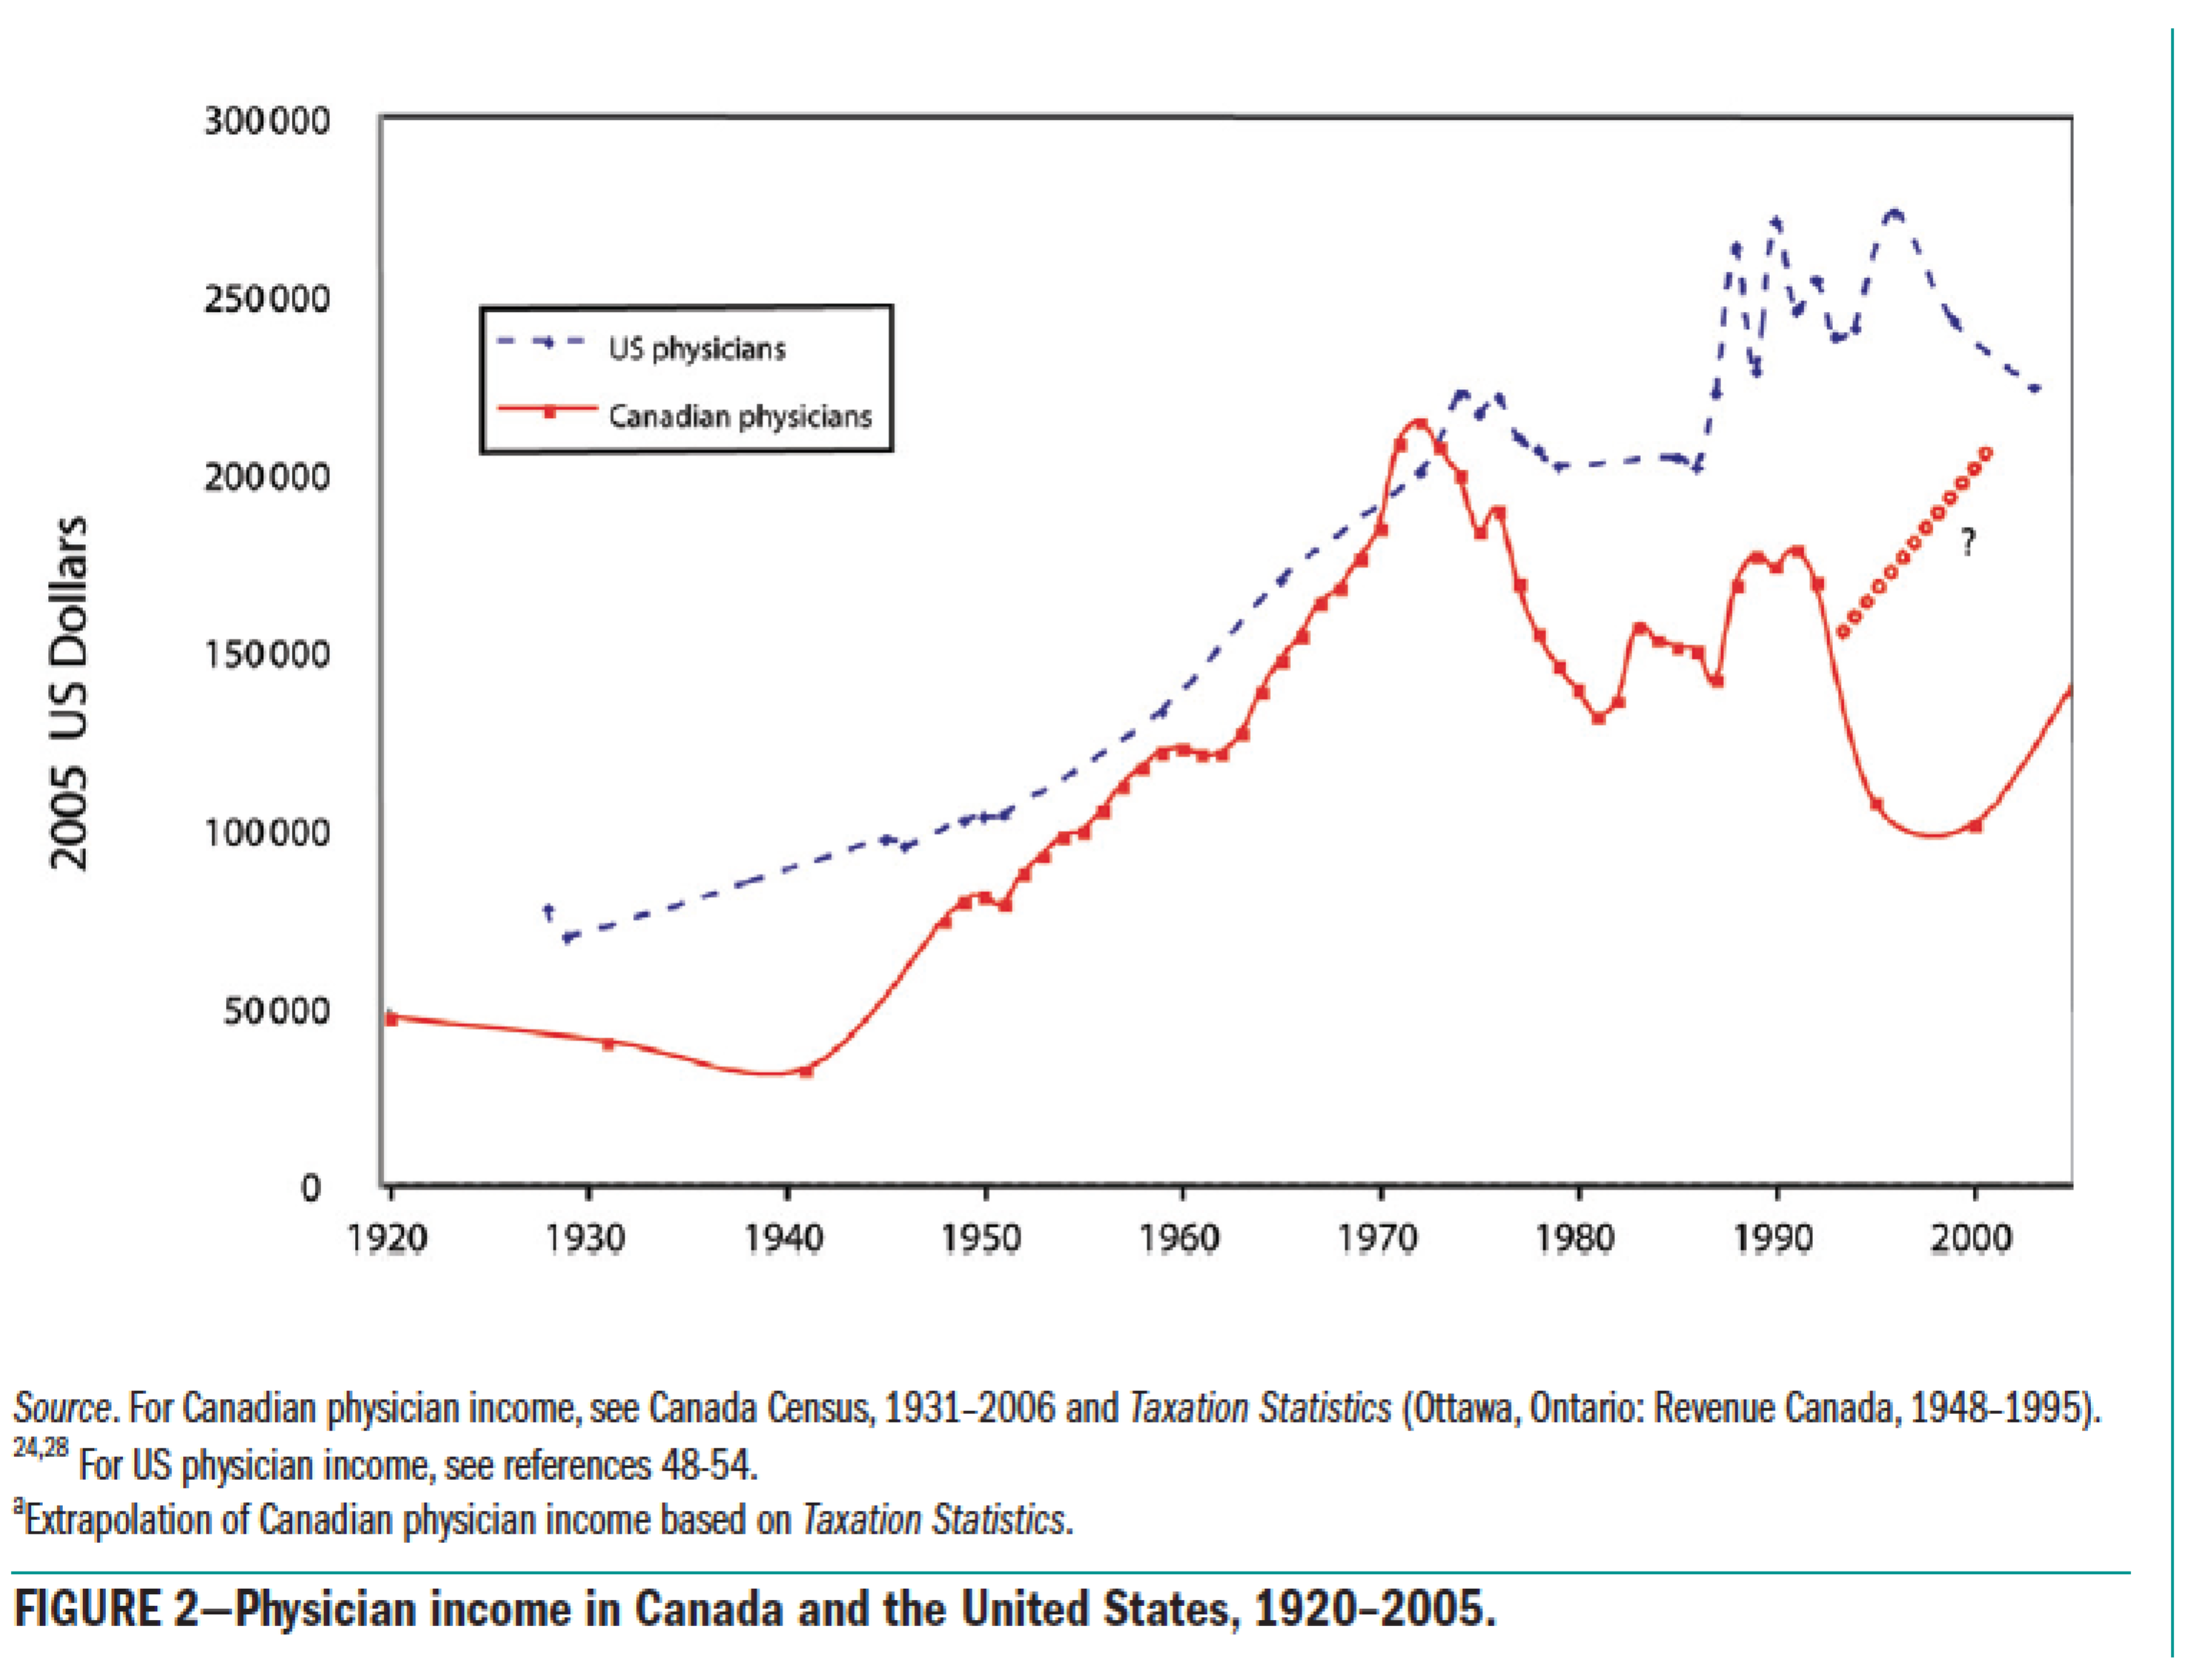 300000
250000
200000
150000
100000
50000
0
2005 US Dollars
US physicians
Canadian physicians
?
1920 1930 1940 1950 1960 1970 1980 1990 2000
Source. For Canadian physician income, see Canada Census, 1931–2006 and Taxation Statistics (Ottawa, Ontario: Revenue Canada, 1948–1995).
24,28 For US physician income, see references 48-54.
aExtrapolation of Canadian physician income based on Taxation Statistics.
FIGURE 2—Physician income in Canada and the United States, 1920–2005.